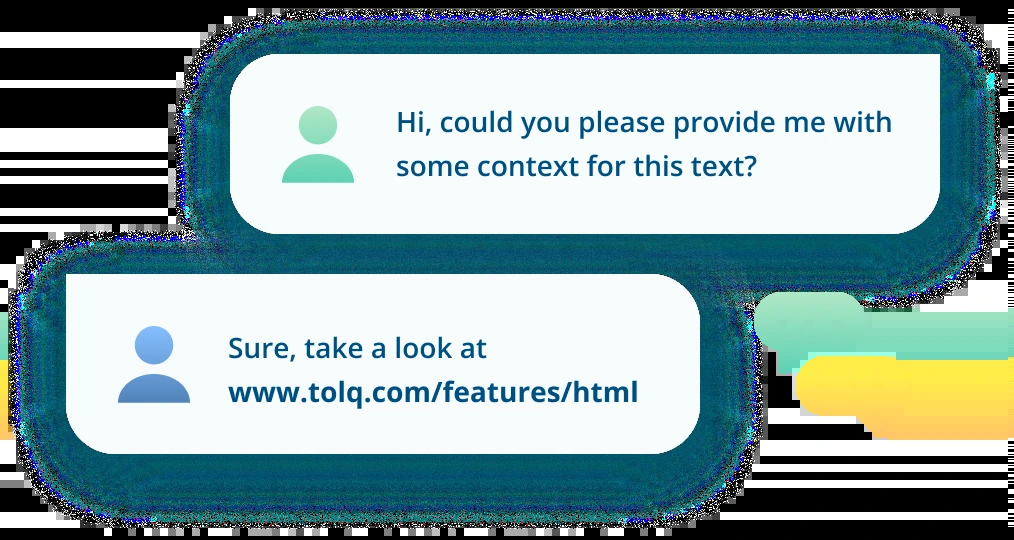 Hi, could you please provide me with
some context for this text?
Sure, take a look at
www.tolq.com/features/html